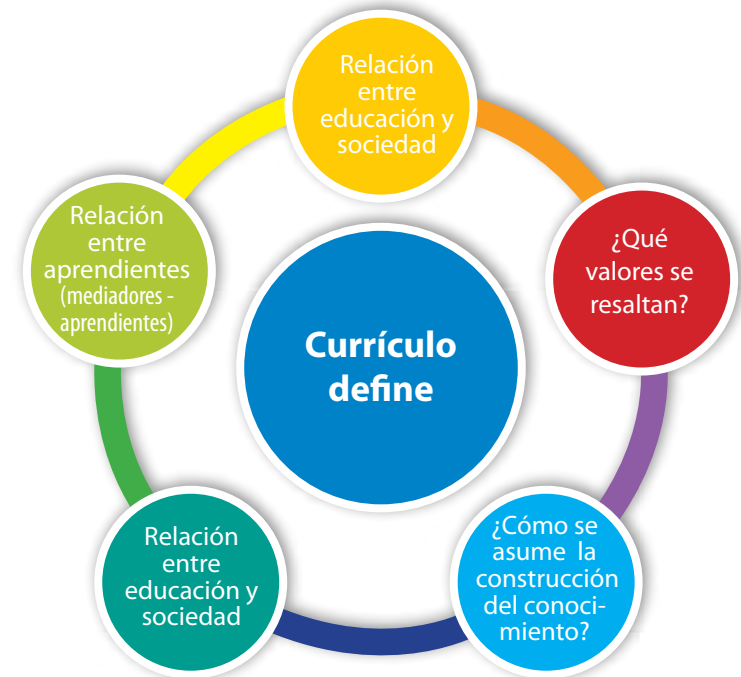 Relación
entre
educación y
sociedad
¿Qué
valores se
resaltan?
¿Cómo se
asume la
construcción
del conoci-
miento?
Relación
entre
educación y
sociedad
Relación
entre
aprendientes
(mediadores -
aprendientes)
Currículo
define